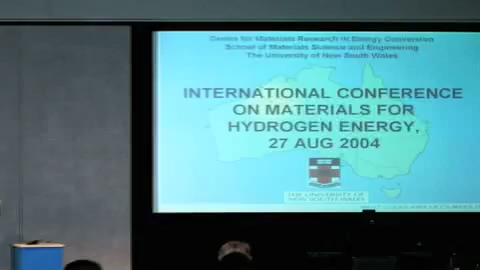 Centre for Materials Research in Energy Conversion
School of Materials Science and Engineering
The University of New South Wales
INTERNATIONAL CONFERENCE
ON MATERIALS FOR
HYDROGEN ENERGY,
27 AUG 2004
THE UNIVERSITY OF
NEW SOUTH WALES